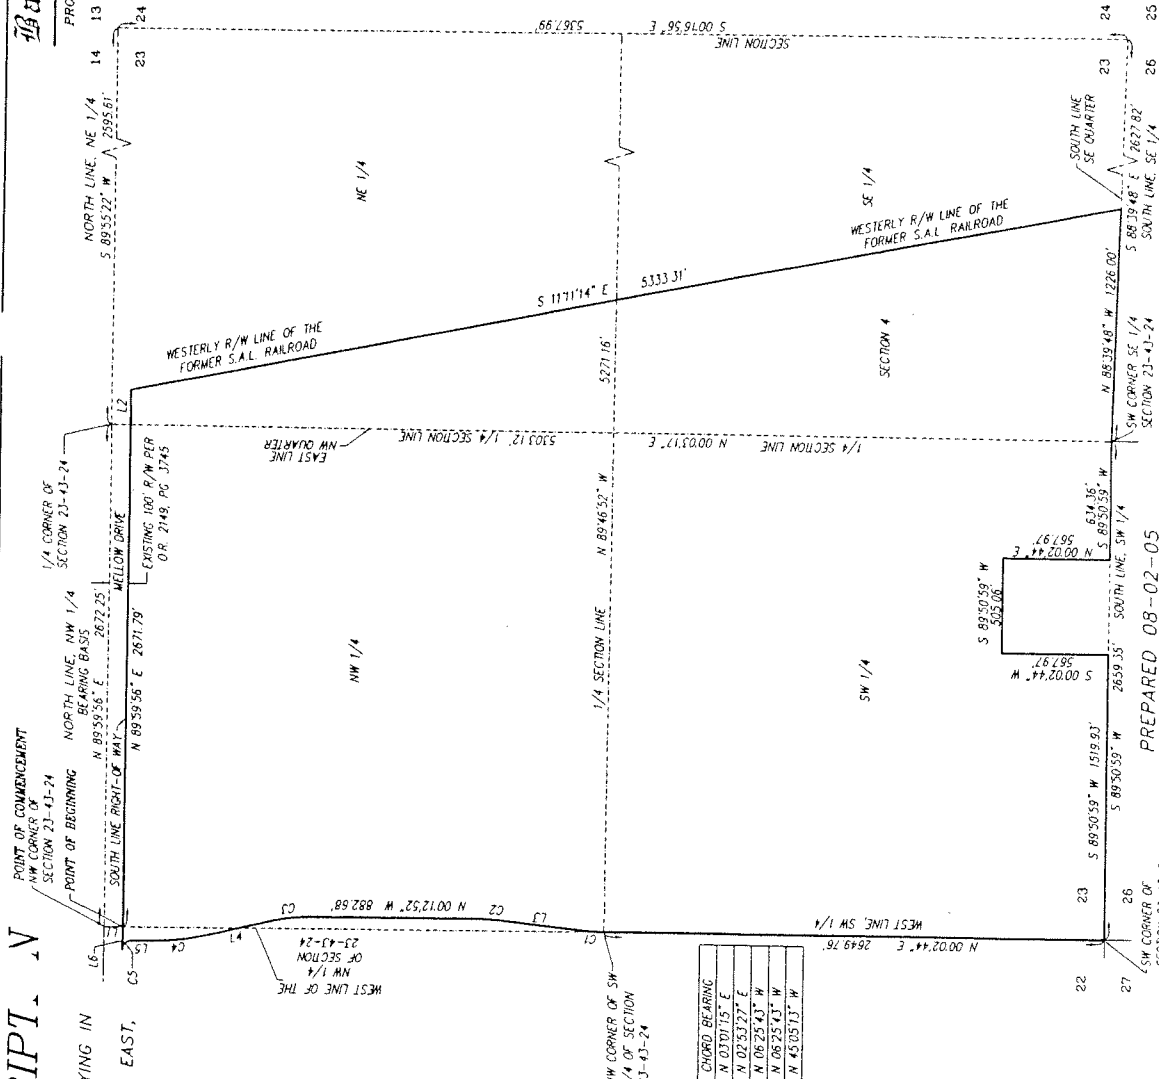 RIPT
N
YING IN
EAST,
PRO
14 13
23 24
POINT OF COMMENCEMENT
NW CORNER OF
SECTION 23-43-24
POINT OF BEGINNING
NORTH LINE, NW 1/4
BEARING BASIS
N 89°59'56" E 2672.25'
1/4 CORNER OF
SECTION 23-43-24
NORTH LINE, NE 1/4
S 89°55'22" W 2595.61'
L6
L5
C5
C4
L4
C3
C2
L3
C1
L2
SOUTH LINE RIGHT-OF WAY
N 89°59'56" E 2671.79'
MELLOW DRIVE
EXISTING 100' R/W PER
O.R. 2149, PG 3745
EAST LINE
NW QUARTER
WESTERLY R/W LINE OF THE
FORMER S.A.L. RAILROAD
NE 1/4
NW 1/4
WEST LINE OF THE
NW 1/4
OF SECTION
23-43-24
N 00°12'52" W 882.68'
5303.12' 1/4 SECTION LINE
S 11°11'14" E 5333.31'
S 00°16'56" E 5367.99'
SECTION LINE
1/4 SECTION LINE
N 89°46'52" W
5271.16'
N 00°03'17" E
1/4 SECTION LINE
WESTERLY R/W LINE OF THE
FORMER S.A.L. RAILROAD
SE 1/4
SECTION 4
SW 1/4
NW CORNER OF SW
1/4 OF SECTION
23-43-24
WEST LINE, SW 1/4
N 00°02'44" E 2649.76'
CHORD BEARING
N 03°01'15" E
N 02°53'27" E
N 06°25'43" W
N 06°25'43" W
N 45°05'13" W
S 89°50'59" W 1519.93'
S 00°02'44" W
567.97'
S 89°50'59" W
505.06'
N 00°02'44" E
567.97'
634.36'
S 89°50'59" W
N 88°39'48" W 1226.00'
SOUTH LINE
SE QUARTER
S 89°50'59" W 2659.35' SOUTH LINE, SW 1/4
SW CORNER SE 1/4
SECTION 23-43-24
S 88°39'48" E 2627.82'
SOUTH LINE, SE 1/4
22 23
27 26
23 24
26 25
SW CORNER OF
PREPARED 08-02-05